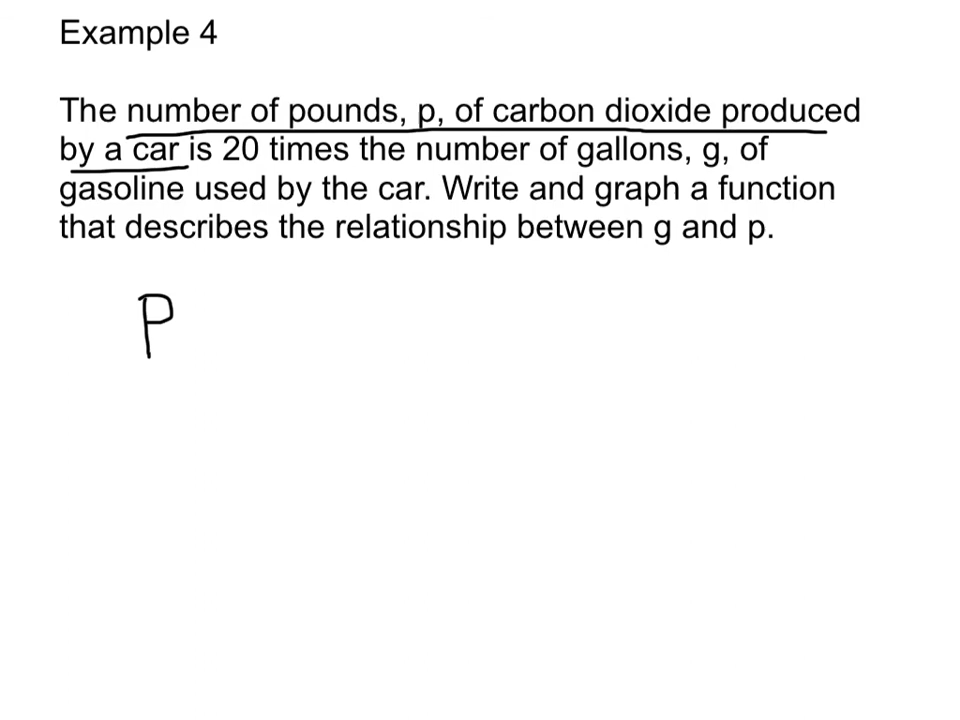 Example 4
The number of pounds, p, of carbon dioxide produced
by a car is 20 times the number of gallons, g, of
gasoline used by the car. Write and graph a function
that describes the relationship between g and p.
P